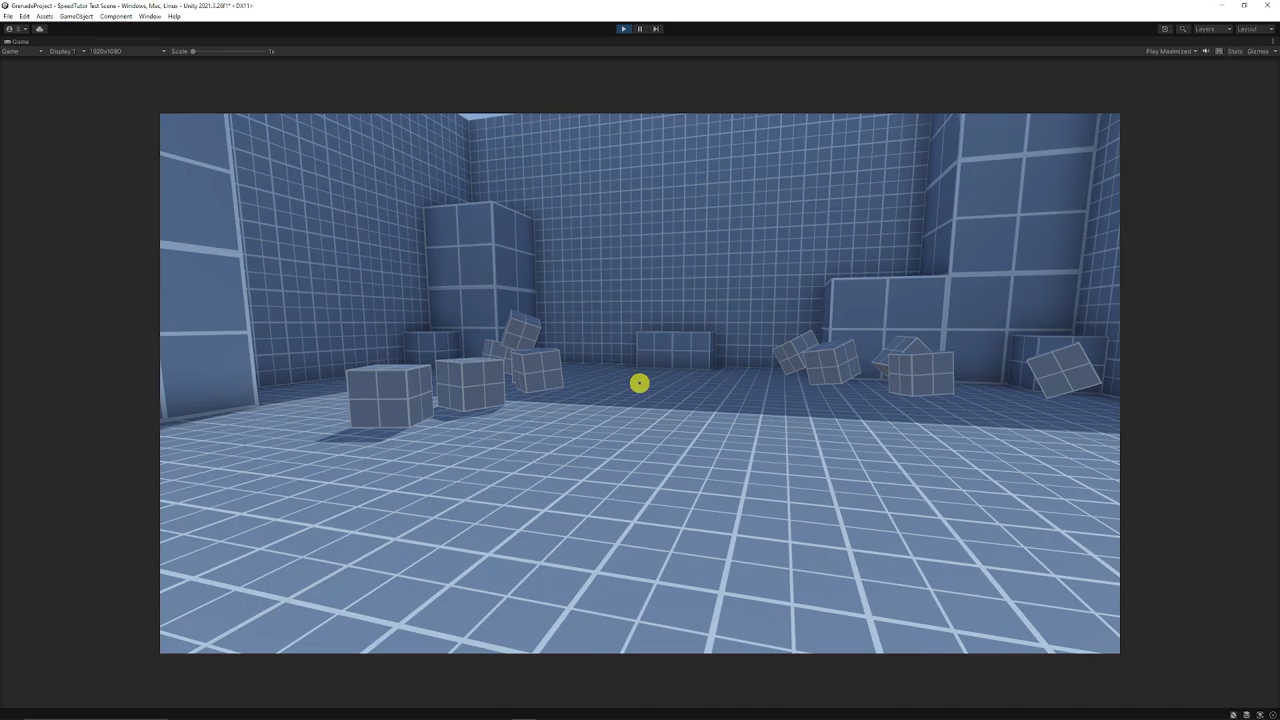 GrenadeProject - SpeedTutor Test Scene - Windows, Mac, Linux - Unity 2021.3.26f1* <DX11>
File Edit Assets GameObject Component Window Help
S Layers Layout
Game
Game Display 1 1920x1080 Scale 1x Play Maximized Stats Gizmos